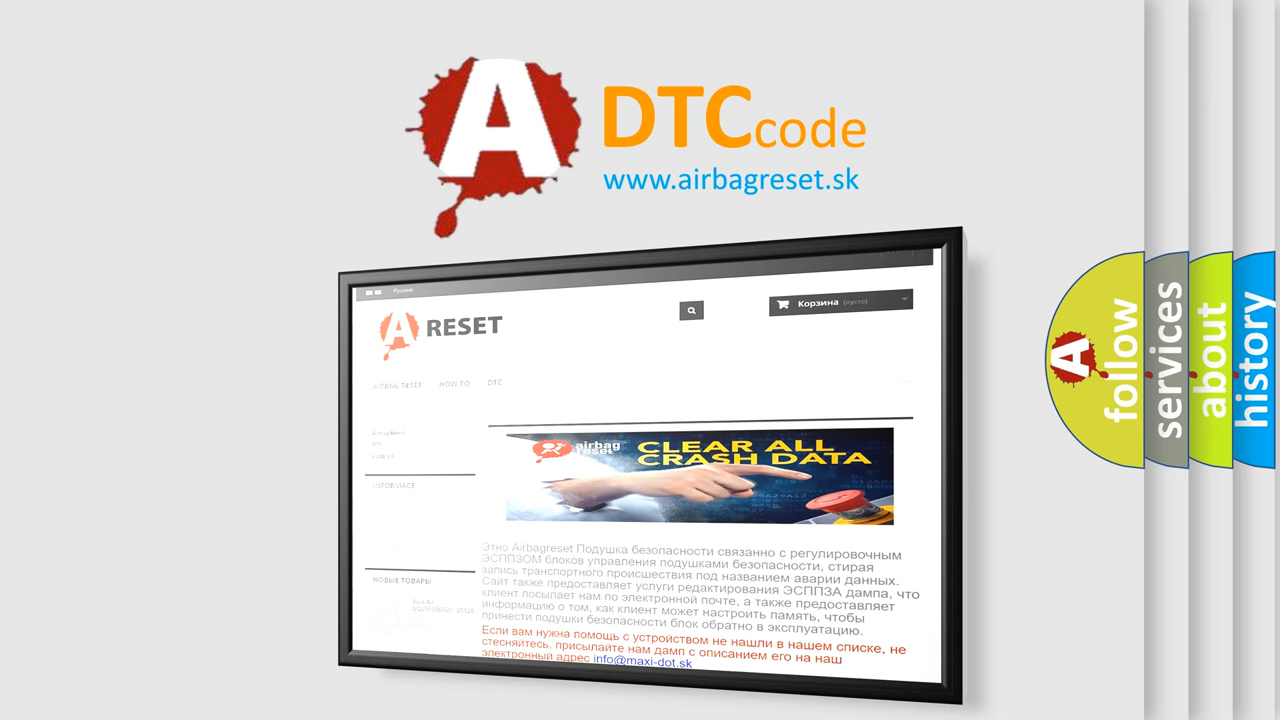 A DTC code
www.airbagreset.sk
Русский
A RESET
Корзина (пусто)
AIRBAG RESET HOW TO DTC
INFORMACE
НОВЫЕ ТОВАРЫ
airbag
reset
CLEAR ALL
CRASH DATA
Этно Airbagreset Подушка безопасности связанно с регулировочным
ЭСППЗОМ блоков управления подушками безопасности, стирая
запись транспортного происшествия под названием аварии данных.
Сайт также предоставляет услуги редактирования ЭСППЗА дампа, что
клиент посылает нам по электронной почте, а также предоставляет
информацию о том, как клиент может настроить память, чтобы
принести подушки безопасности блок обратно в эксплуатацию.
Если вам нужна помощь с устройством не нашли в нашем списке, не
стесняйтесь, присылайте нам дамп с описанием его на наш
электронный адрес info@maxi-dot.sk
A
follow
services
about
history